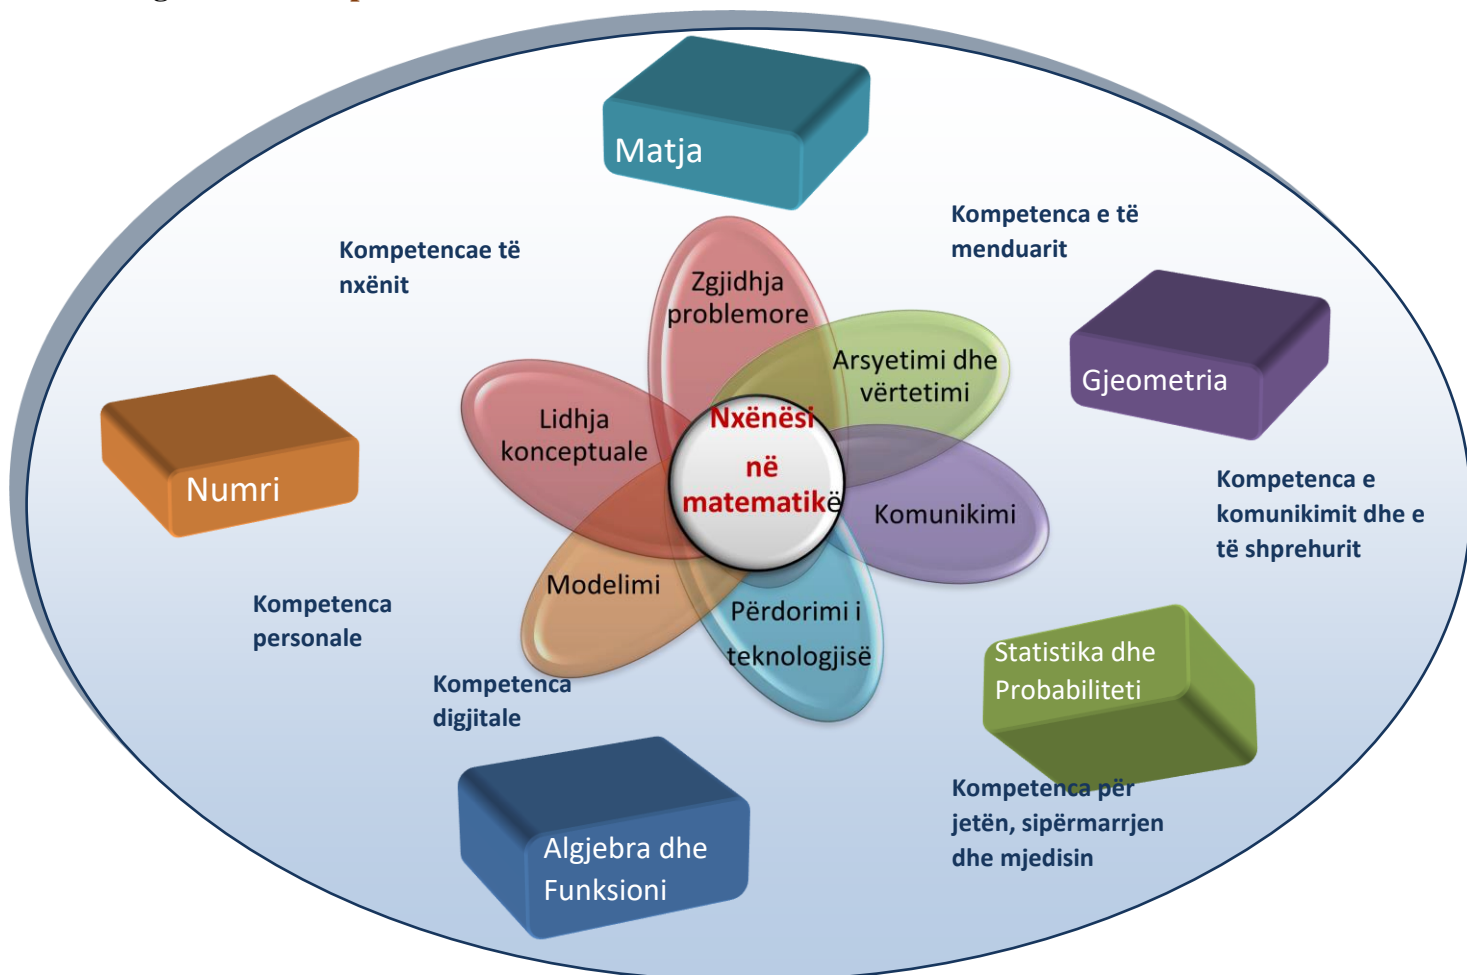 Matja
Kompetenca e të
menduarit
Kompetencae të
nxënit
Zgjidhja
problemore
Arsyetimi dhe
vërtetimi
Gjeometria
Lidhja
konceptuale
Nxënësi
në
matematikë
Numri
Komunikimi
Kompetenca e
komunikimit dhe e
të shprehurit
Modelimi
Përdorimi i
teknologjisë
Kompetenca
personale
Statistika dhe
Probabiliteti
Kompetenca
digjitale
Kompetenca për
jetën, sipërmarrjen
dhe mjedisin
Algjebra dhe
Funksioni